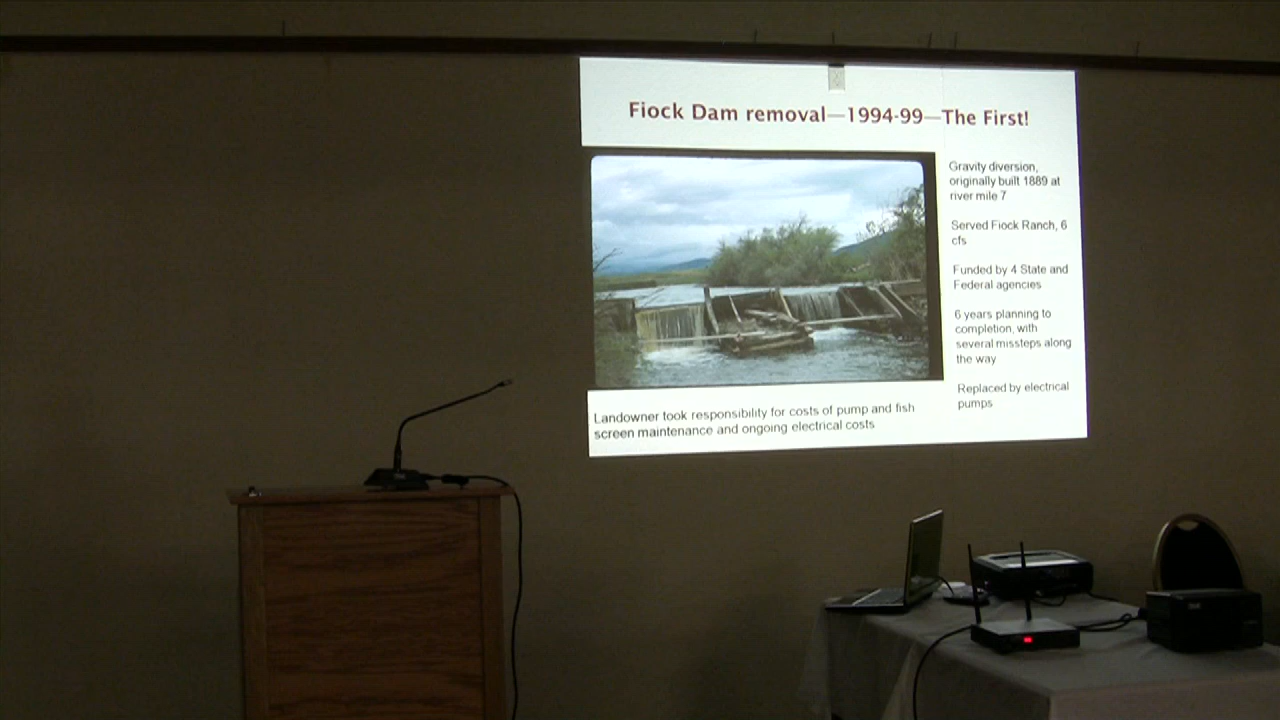 Fiock Dam removal—1994-99—The First!
Gravity diversion,
originally built 1889 at
river mile 7
Served Fiock Ranch, 6
cfs
Funded by 4 State and
Federal agencies
6 years planning to
completion, with
several missteps along
the way
Replaced by electrical
pumps
Landowner took responsibility for costs of pump and fish
screen maintenance and ongoing electrical costs